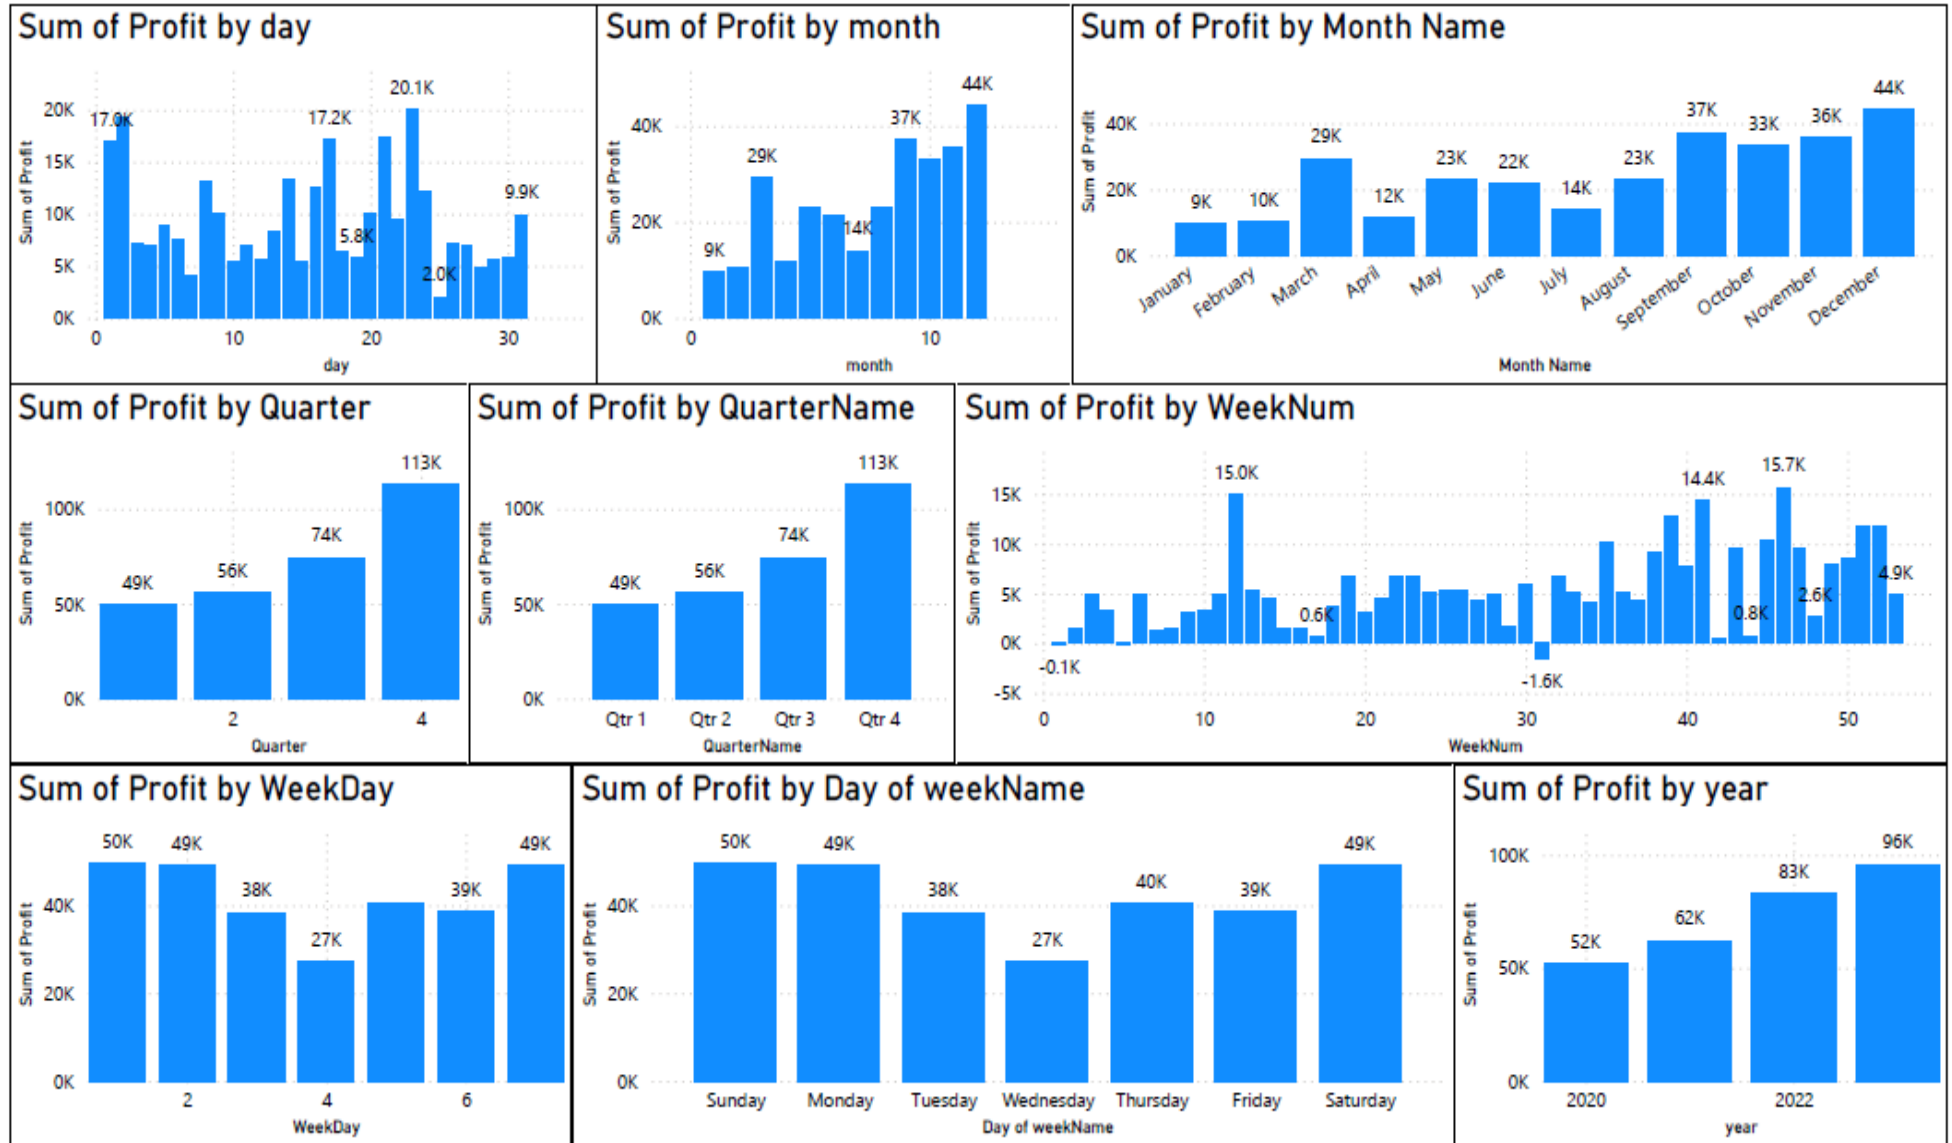 Sum of Profit by day
Sum of Profit
20K
15K
10K
5K
0K
17.0K
17.2K
5.8K
20.1K
2.0K
9.9K
0
10
20
30
day
Sum of Profit by month
Sum of Profit
40K
20K
0K
9K
29K
14K
37K
44K
0
10
month
Sum of Profit by Month Name
Sum of Profit
40K
20K
0K
9K
10K
29K
12K
23K
22K
14K
23K
37K
33K
36K
44K
January
February
March
April
May
June
July
August
September
October
November
December
Month Name
Sum of Profit by Quarter
Sum of Profit
100K
50K
0K
49K
56K
74K
113K
2
4
Quarter
Sum of Profit by QuarterName
Sum of Profit
100K
50K
0K
49K
56K
74K
113K
Qtr 1
Qtr 2
Qtr 3
Qtr 4
QuarterName
Sum of Profit by WeekNum
Sum of Profit
15K
10K
5K
0K
-5K
-0.1K
15.0K
0.6K
-1.6K
14.4K
0.8K
15.7K
2.6K
4.9K
0
10
20
30
40
50
WeekNum
Sum of Profit by WeekDay
Sum of Profit
40K
20K
0K
50K
49K
38K
27K
39K
49K
2
4
6
WeekDay
Sum of Profit by Day of weekName
Sum of Profit
40K
20K
0K
50K
49K
38K
27K
40K
39K
49K
Sunday
Monday
Tuesday
Wednesday
Thursday
Friday
Saturday
Day of weekName
Sum of Profit by year
Sum of Profit
100K
50K
0K
52K
62K
83K
96K
2020
2022
year